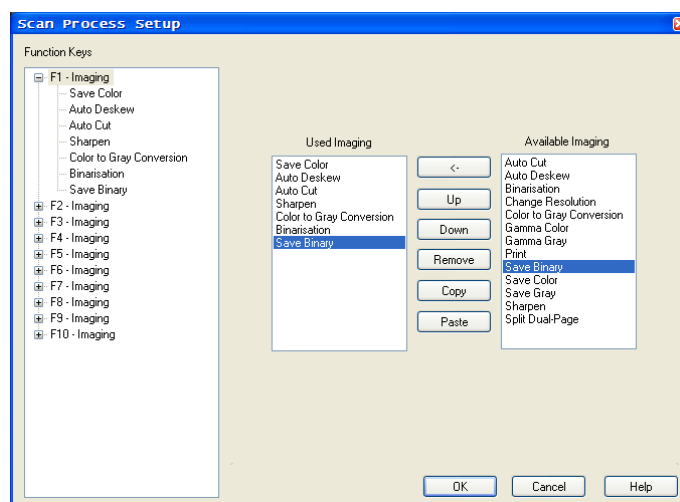 Scan Process Setup
Function Keys
F1 - Imaging
Save Color
Auto Deskew
Auto Cut
Sharpen
Color to Gray Conversion
Binarisation
Save Binary
F2 - Imaging
F3 - Imaging
F4 - Imaging
F5 - Imaging
F6 - Imaging
F7 - Imaging
F8 - Imaging
F9 - Imaging
F10 - Imaging
Used Imaging
Save Color
Auto Deskew
Auto Cut
Sharpen
Color to Gray Conversion
Binarisation
Save Binary
<-
Up
Down
Remove
Copy
Paste
Available Imaging
Auto Cut
Auto Deskew
Binarisation
Change Resolution
Color to Gray Conversion
Gamma Color
Gamma Gray
Print
Save Binary
Save Color
Save Gray
Sharpen
Split Dual-Page
OK
Cancel
Help